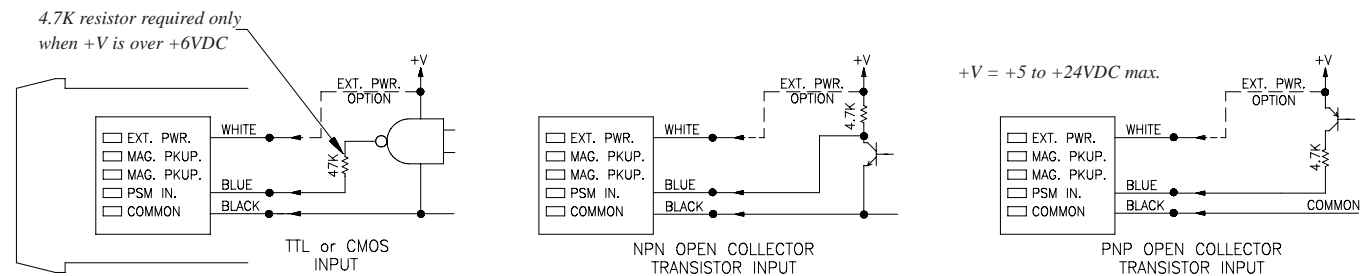 4.7K resistor required only
when +V is over +6VDC
+V
EXT. PWR.
OPTION
WHITE
EXT. PWR.
MAG. PKUP.
MAG. PKUP.
PSM IN.
COMMON
47K
BLUE
BLACK
TTL or CMOS
INPUT
+V
EXT. PWR.
OPTION
4.7K
WHITE
EXT. PWR.
MAG. PKUP.
MAG. PKUP.
PSM IN.
COMMON
BLUE
BLACK
NPN OPEN COLLECTOR
TRANSISTOR INPUT
+V = +5 to +24VDC max.
+V
EXT. PWR.
OPTION
WHITE
EXT. PWR.
MAG. PKUP.
MAG. PKUP.
PSM IN.
COMMON
4.7K
BLUE
BLACK
COMMON
PNP OPEN COLLECTOR
TRANSISTOR INPUT